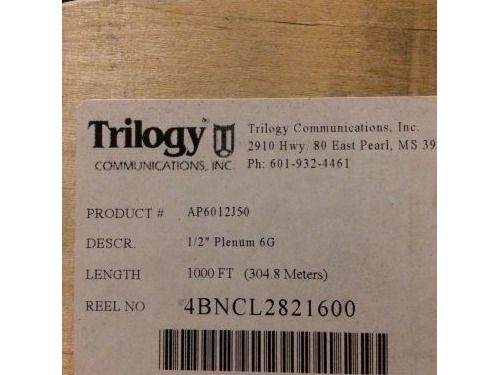 Trilogy
COMMUNICATIONS, INC.
Trilogy Communications, Inc.
2910 Hwy. 80 East Pearl, MS 39
Ph: 601-932-4461
PRODUCT # AP6012J50
DESCR. 1/2" Plenum 6G
LENGTH 1000 FT (304.8 Meters)
REEL NO 4BNCL2821600